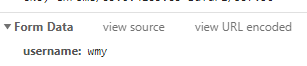 ▼ Form Data view source view URL encoded
username: wmy